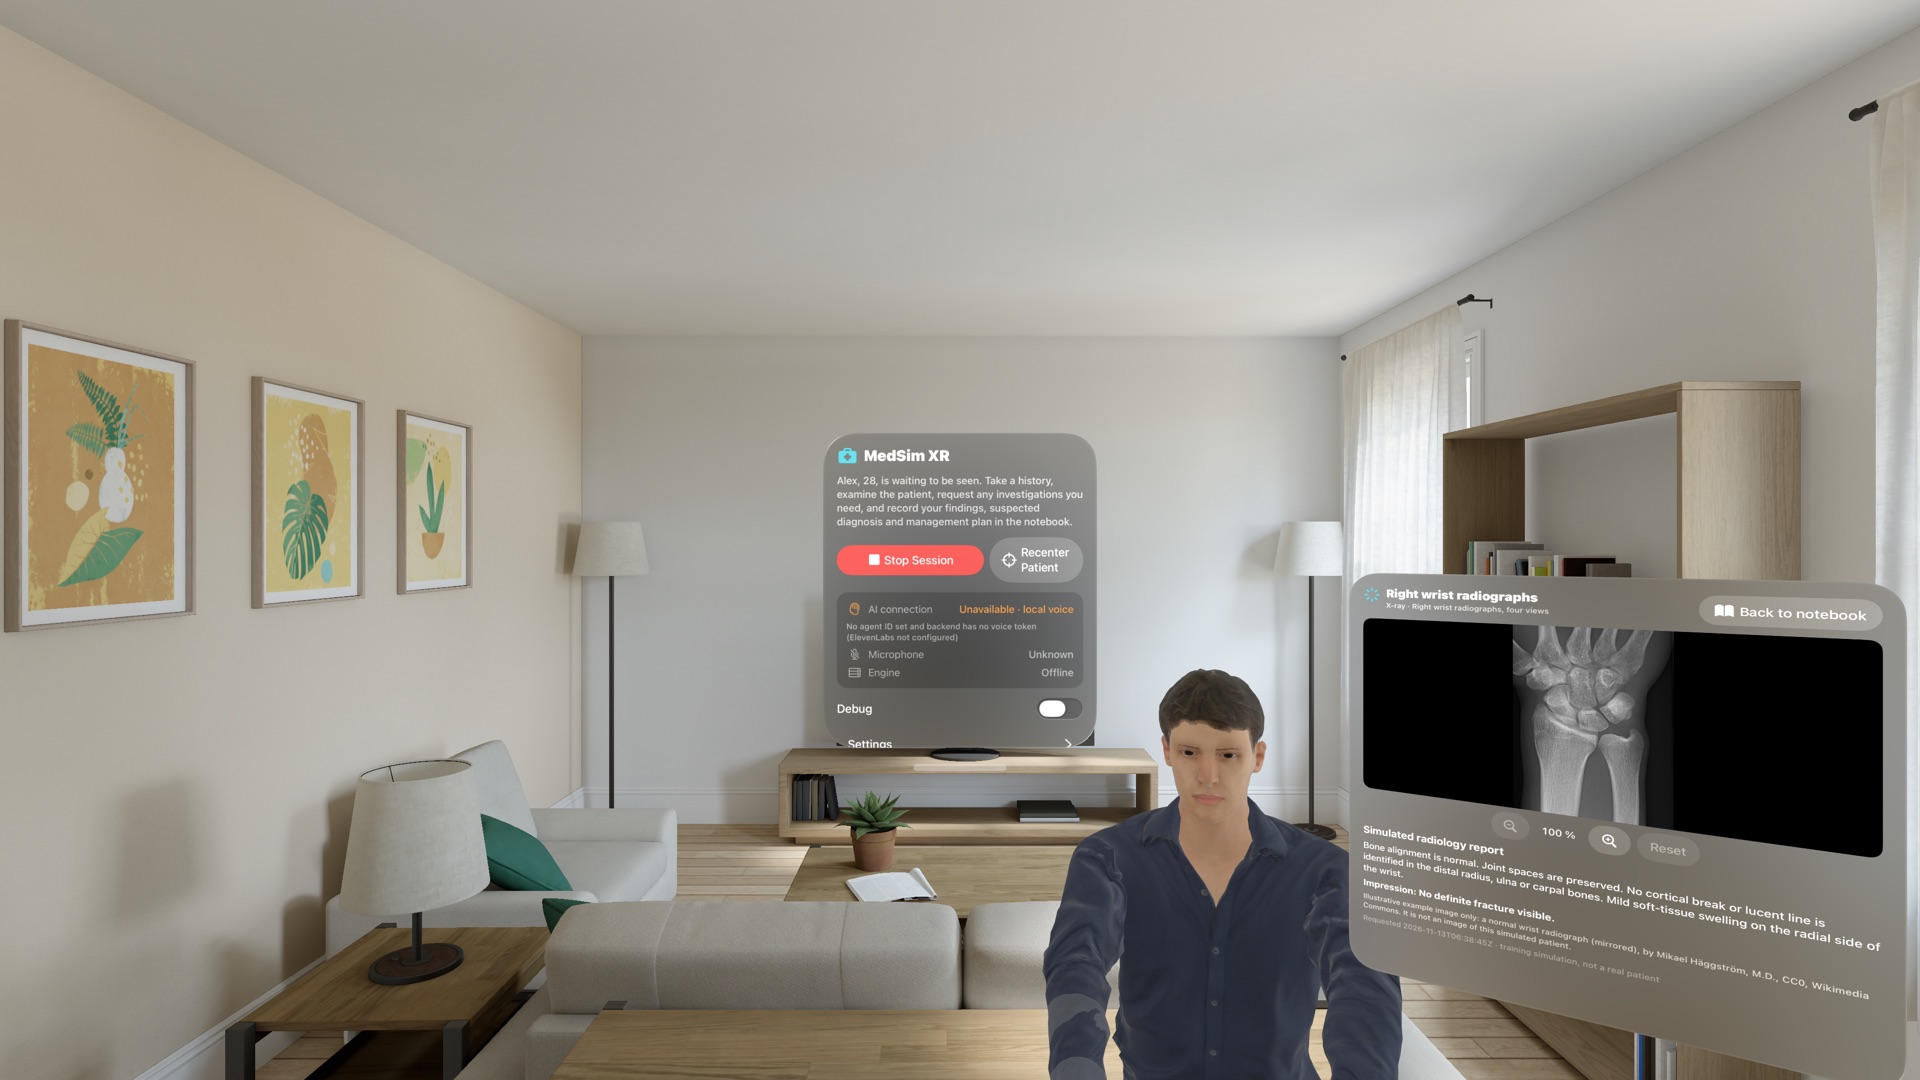 MedSim XR
Alex, 28, is waiting to be seen. Take a history,
examine the patient, request any investigations you
need, and record your findings, suspected
diagnosis and management plan in the notebook.
Stop Session
Recenter
Patient
AI connection
Unavailable · local voice
No agent ID set and backend has no voice token
(ElevenLabs not configured)
Microphone
Unknown
Engine
Offline
Debug
Settings
Right wrist radiographs
X-ray · Right wrist radiographs, four views
Back to notebook
100 %
Reset
Simulated radiology report
Bone alignment is normal. Joint spaces are preserved. No cortical break or lucent line is
identified in the distal radius, ulna or carpal bones. Mild soft-tissue swelling on the radial side of
the wrist.
Impression: No definite fracture visible.
Illustrative example image only: a normal wrist radiograph (mirrored), by Mikael Häggström, M.D., CC0, Wikimedia
Commons. It is not an image of this simulated patient.
Requested 2026-11-13T06:38:45Z · training simulation, not a real patient